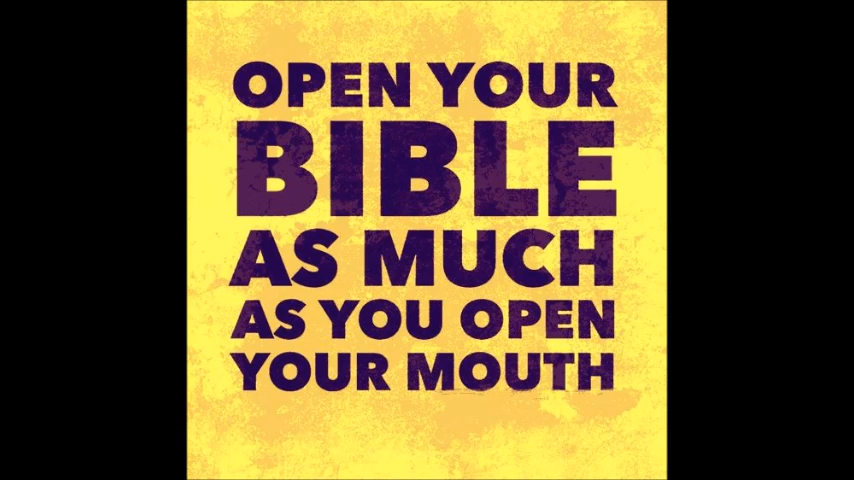 OPEN YOUR
BIBLE
AS MUCH
AS YOU OPEN
YOUR MOUTH